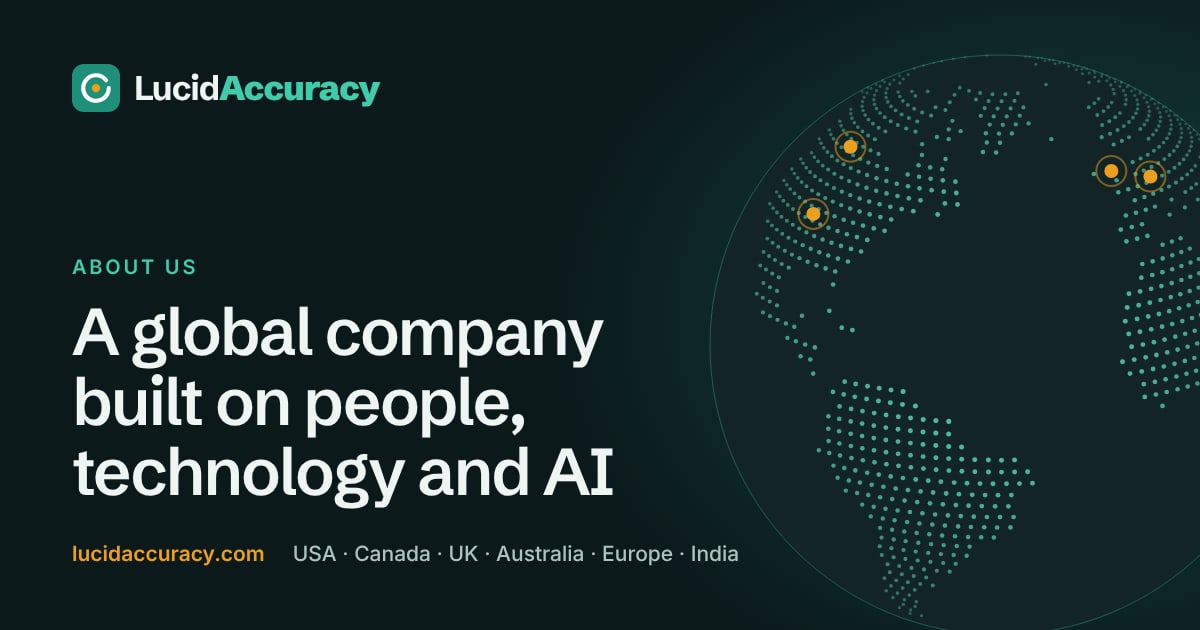 LucidAccuracy
ABOUT US
A global company
built on people,
technology and AI
lucidaccuracy.com USA · Canada · UK · Australia · Europe · India